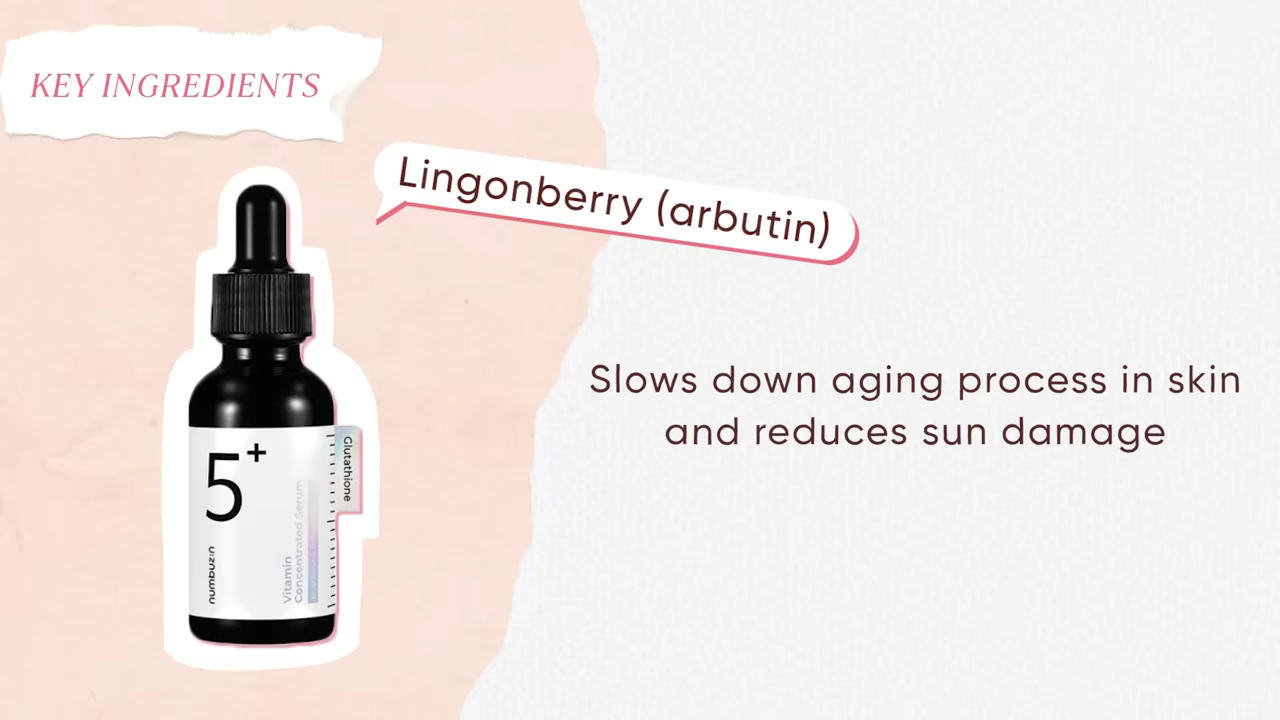 KEY INGREDIENTS
Lingonberry (arbutin)
Slows down aging process in skin
and reduces sun damage
5+
Glutathione
numbuzin
Vitamin
Concentrated Serum